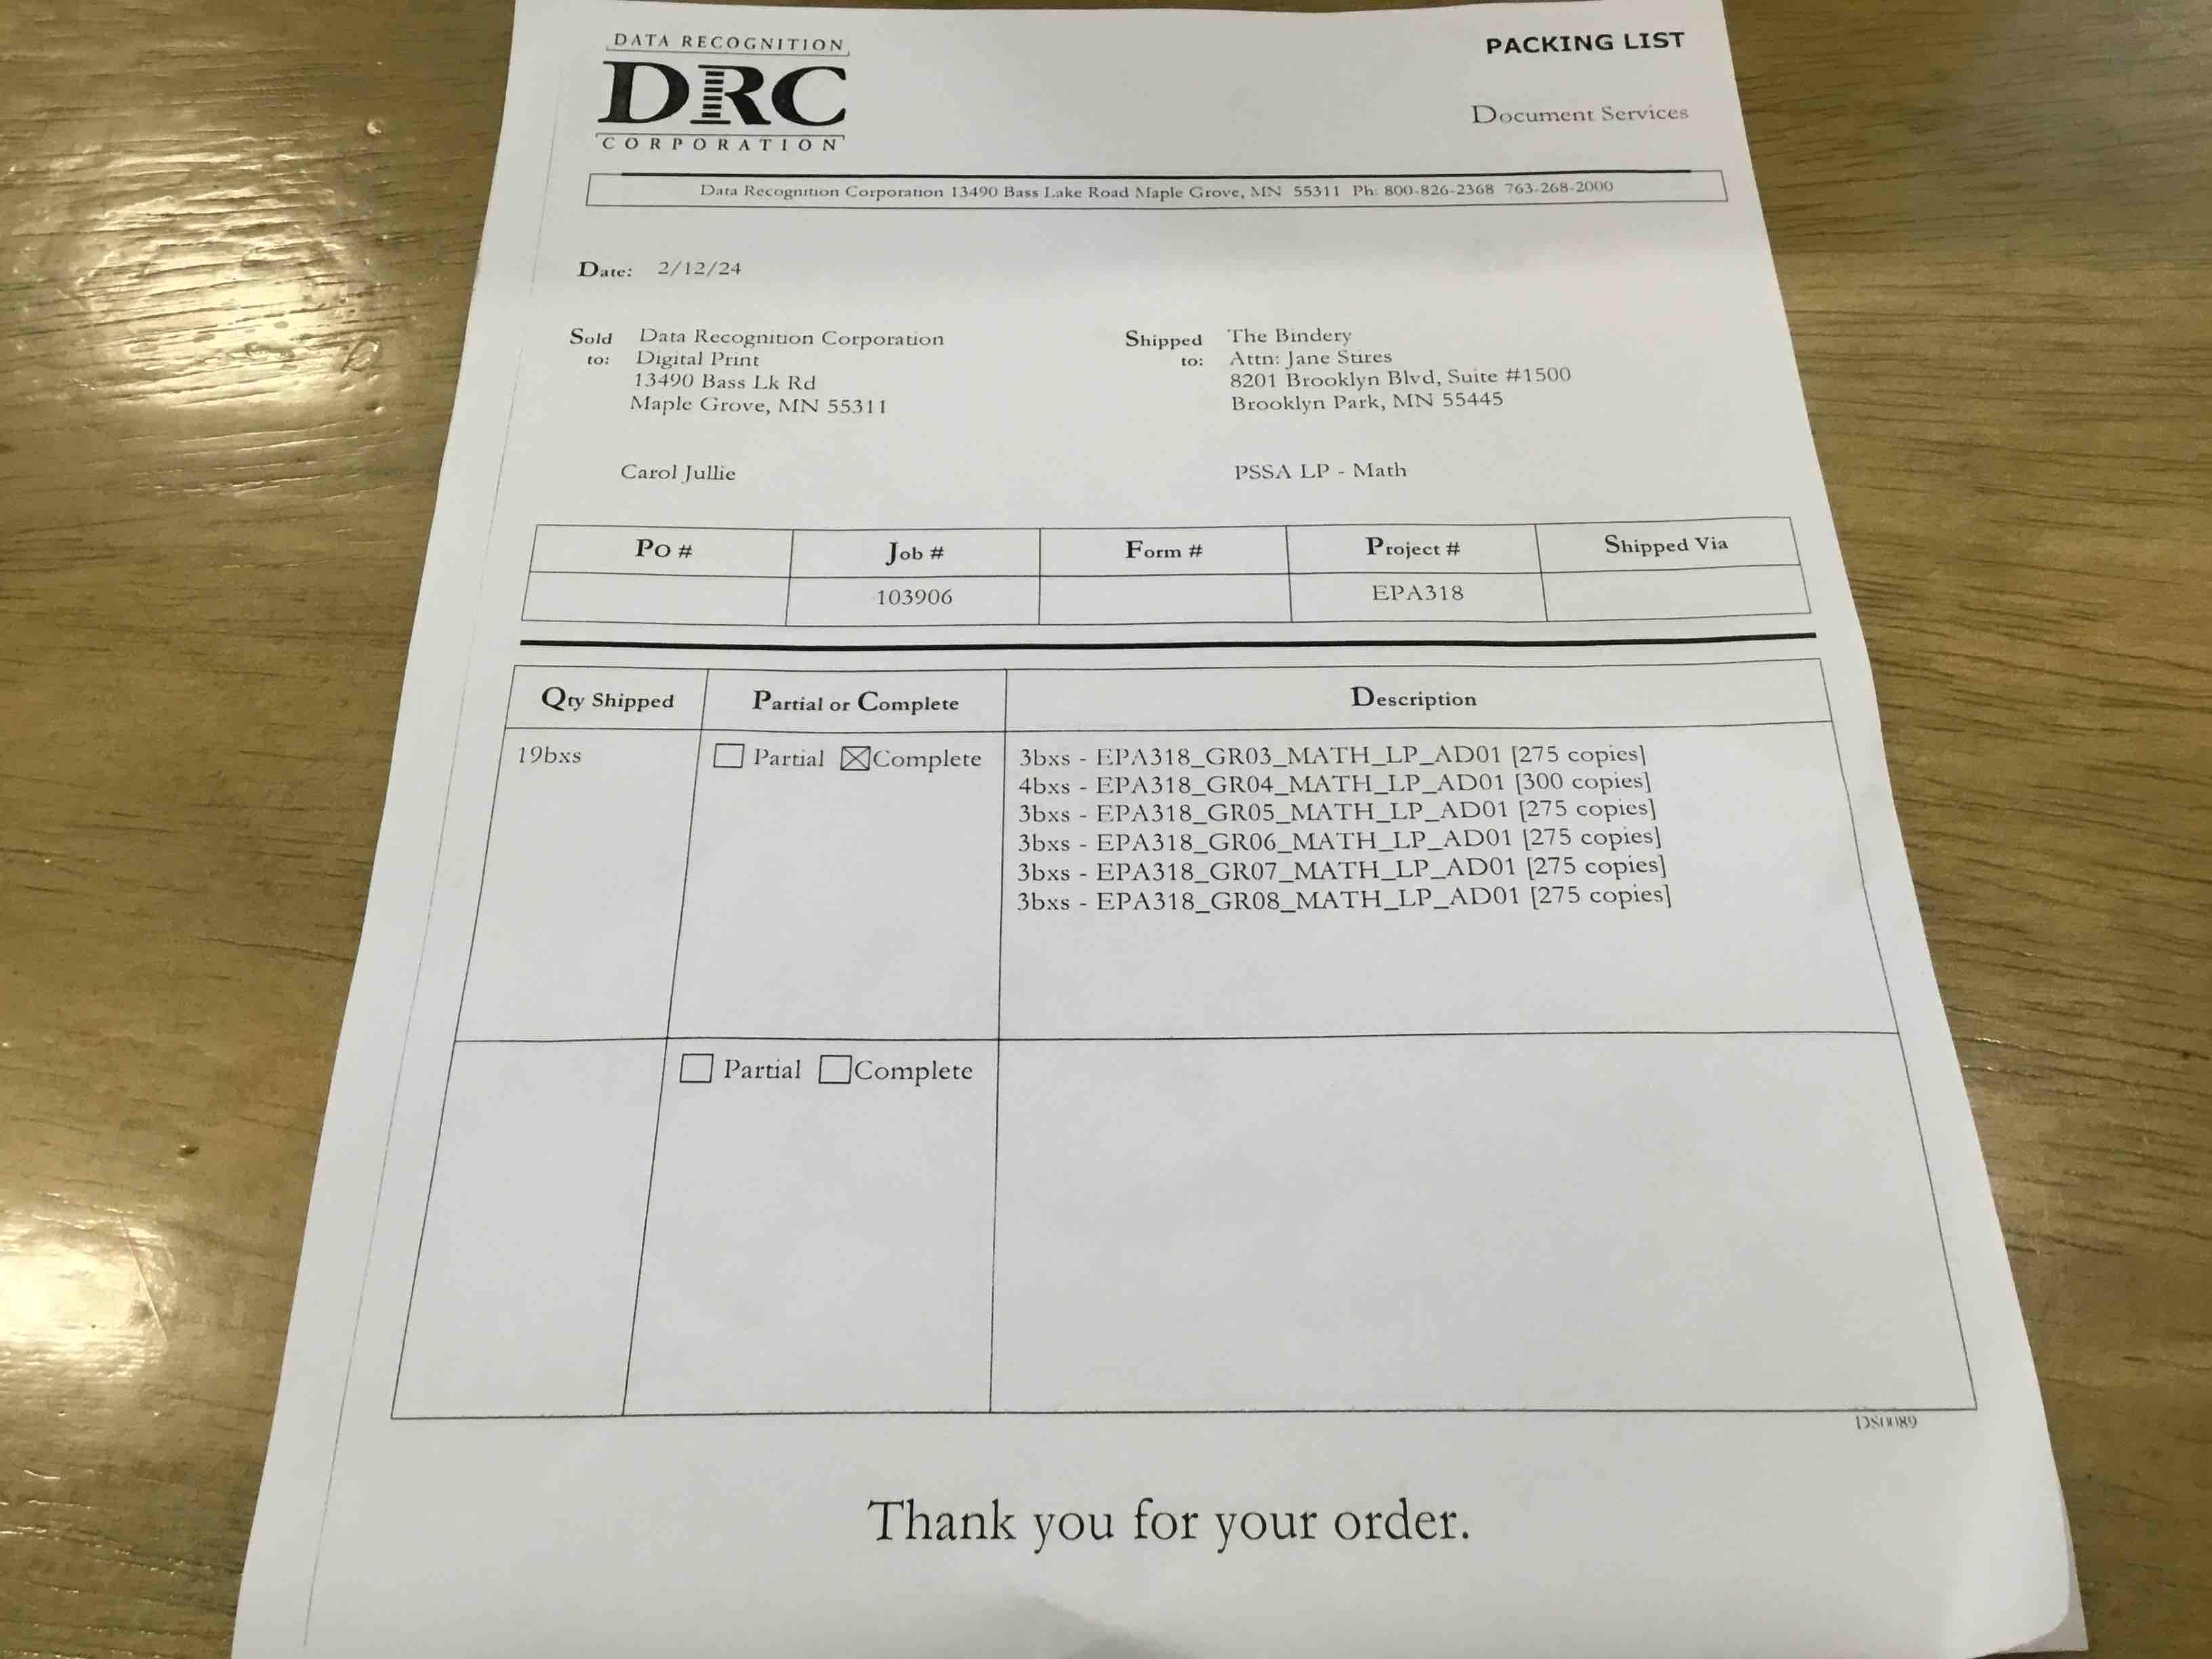 DATA RECOGNITION
DRC
CORPORATION
PACKING LIST
Document Services
Data Recognition Corporation 13490 Bass Lake Road Maple Grove, MN 55311 Ph: 800-826-2368 763-268-2000
Date: 2/12/24
Sold to: Data Recognition Corporation
Digital Print
13490 Bass Lk Rd
Maple Grove, MN 55311
Carol Jullie
Shipped to: The Bindery
Attn: Jane Stires
8201 Brooklyn Blvd, Suite #1500
Brooklyn Park, MN 55445
PSSA LP - Math
PO # Job # Form # Project # Shipped Via
103906 EPA318
Qty Shipped Partial or Complete Description
19bxs Partial Complete 3bxs - EPA318_GR03_MATH_LP_AD01 [275 copies]
4bxs - EPA318_GR04_MATH_LP_AD01 [300 copies]
3bxs - EPA318_GR05_MATH_LP_AD01 [275 copies]
3bxs - EPA318_GR06_MATH_LP_AD01 [275 copies]
3bxs - EPA318_GR07_MATH_LP_AD01 [275 copies]
3bxs - EPA318_GR08_MATH_LP_AD01 [275 copies]
Partial Complete
DS0089
Thank you for your order.